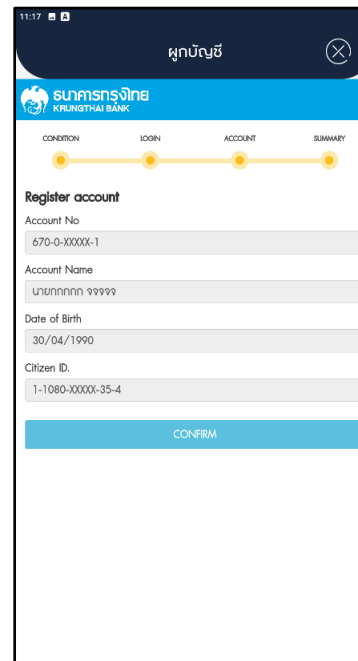 11:17 A
ผูกบัญชี
ธนาคารกรุงไทย
KRUNGTHAI BANK
CONDITION LOGIN ACCOUNT SUMMARY
Register account
Account No
670-0-XXXXX-1
Account Name
นายกกกกก จจจจจ
Date of Birth
30/04/1990
Citizen ID.
1-1080-XXXXX-35-4
CONFIRM